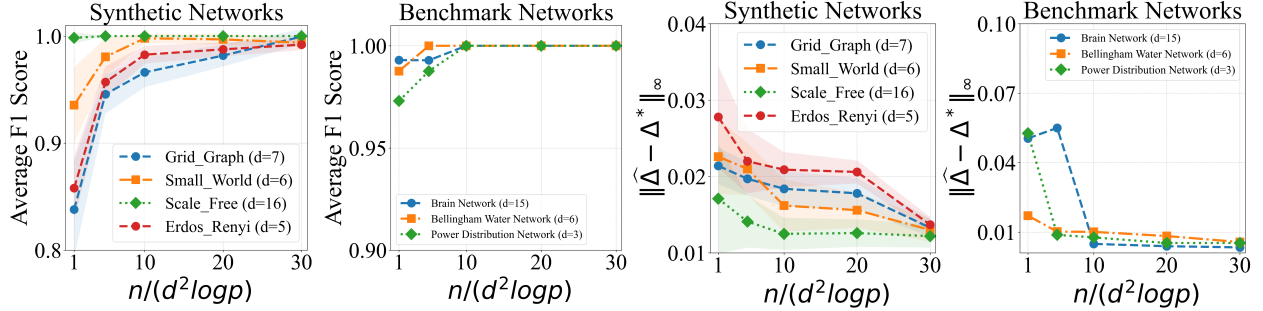 Synthetic Networks
Average F1 Score
1.0
0.9
0.8
Grid_Graph (d=7)
Small_World (d=6)
Scale_Free (d=16)
Erdos_Renyi (d=5)
1 10 20 30
n/(d²logp)
Benchmark Networks
Average F1 Score
1.00
0.95
0.90
Brain Network (d=15)
Bellingham Water Network (d=6)
Power Distribution Network (d=3)
1 10 20 30
n/(d²logp)
Synthetic Networks
‖Δ̂ − Δ*‖∞
0.04
0.03
0.02
0.01
Grid_Graph (d=7)
Small_World (d=6)
Scale_Free (d=16)
Erdos_Renyi (d=5)
1 10 20 30
n/(d²logp)
Benchmark Networks
‖Δ̂ − Δ*‖∞
0.10
0.07
0.04
0.01
Brain Network (d=15)
Bellingham Water Network (d=6)
Power Distribution Network (d=3)
1 10 20 30
n/(d²logp)